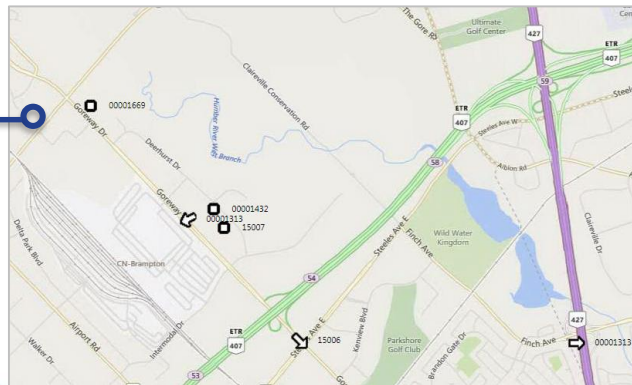 The Gore Rd
Ultimate
Golf Center
427
ETR
407
Cen
59
Claireville Conservation Rd
Humber River West
Branch
00001669
Goreway Dr
Deerhurst Dr
ETR
407
Steeles Ave W
Steel
58
Albion Rd
00001432
00001313
15007
Goreway
Steeles Ave E
Finch Ave
Wild Water
Kingdom
Claireville Dr
Delta Park Blvd
CN-Brampton
54
427
Airport Rd
Intermodal Dr
ETR
407
Steeles Ave E
15006
Kenview Blvd
Parkshore
Golf Club
Brandon Gate Dr
Finch Ave
00001313
Walker Dr
53
Go